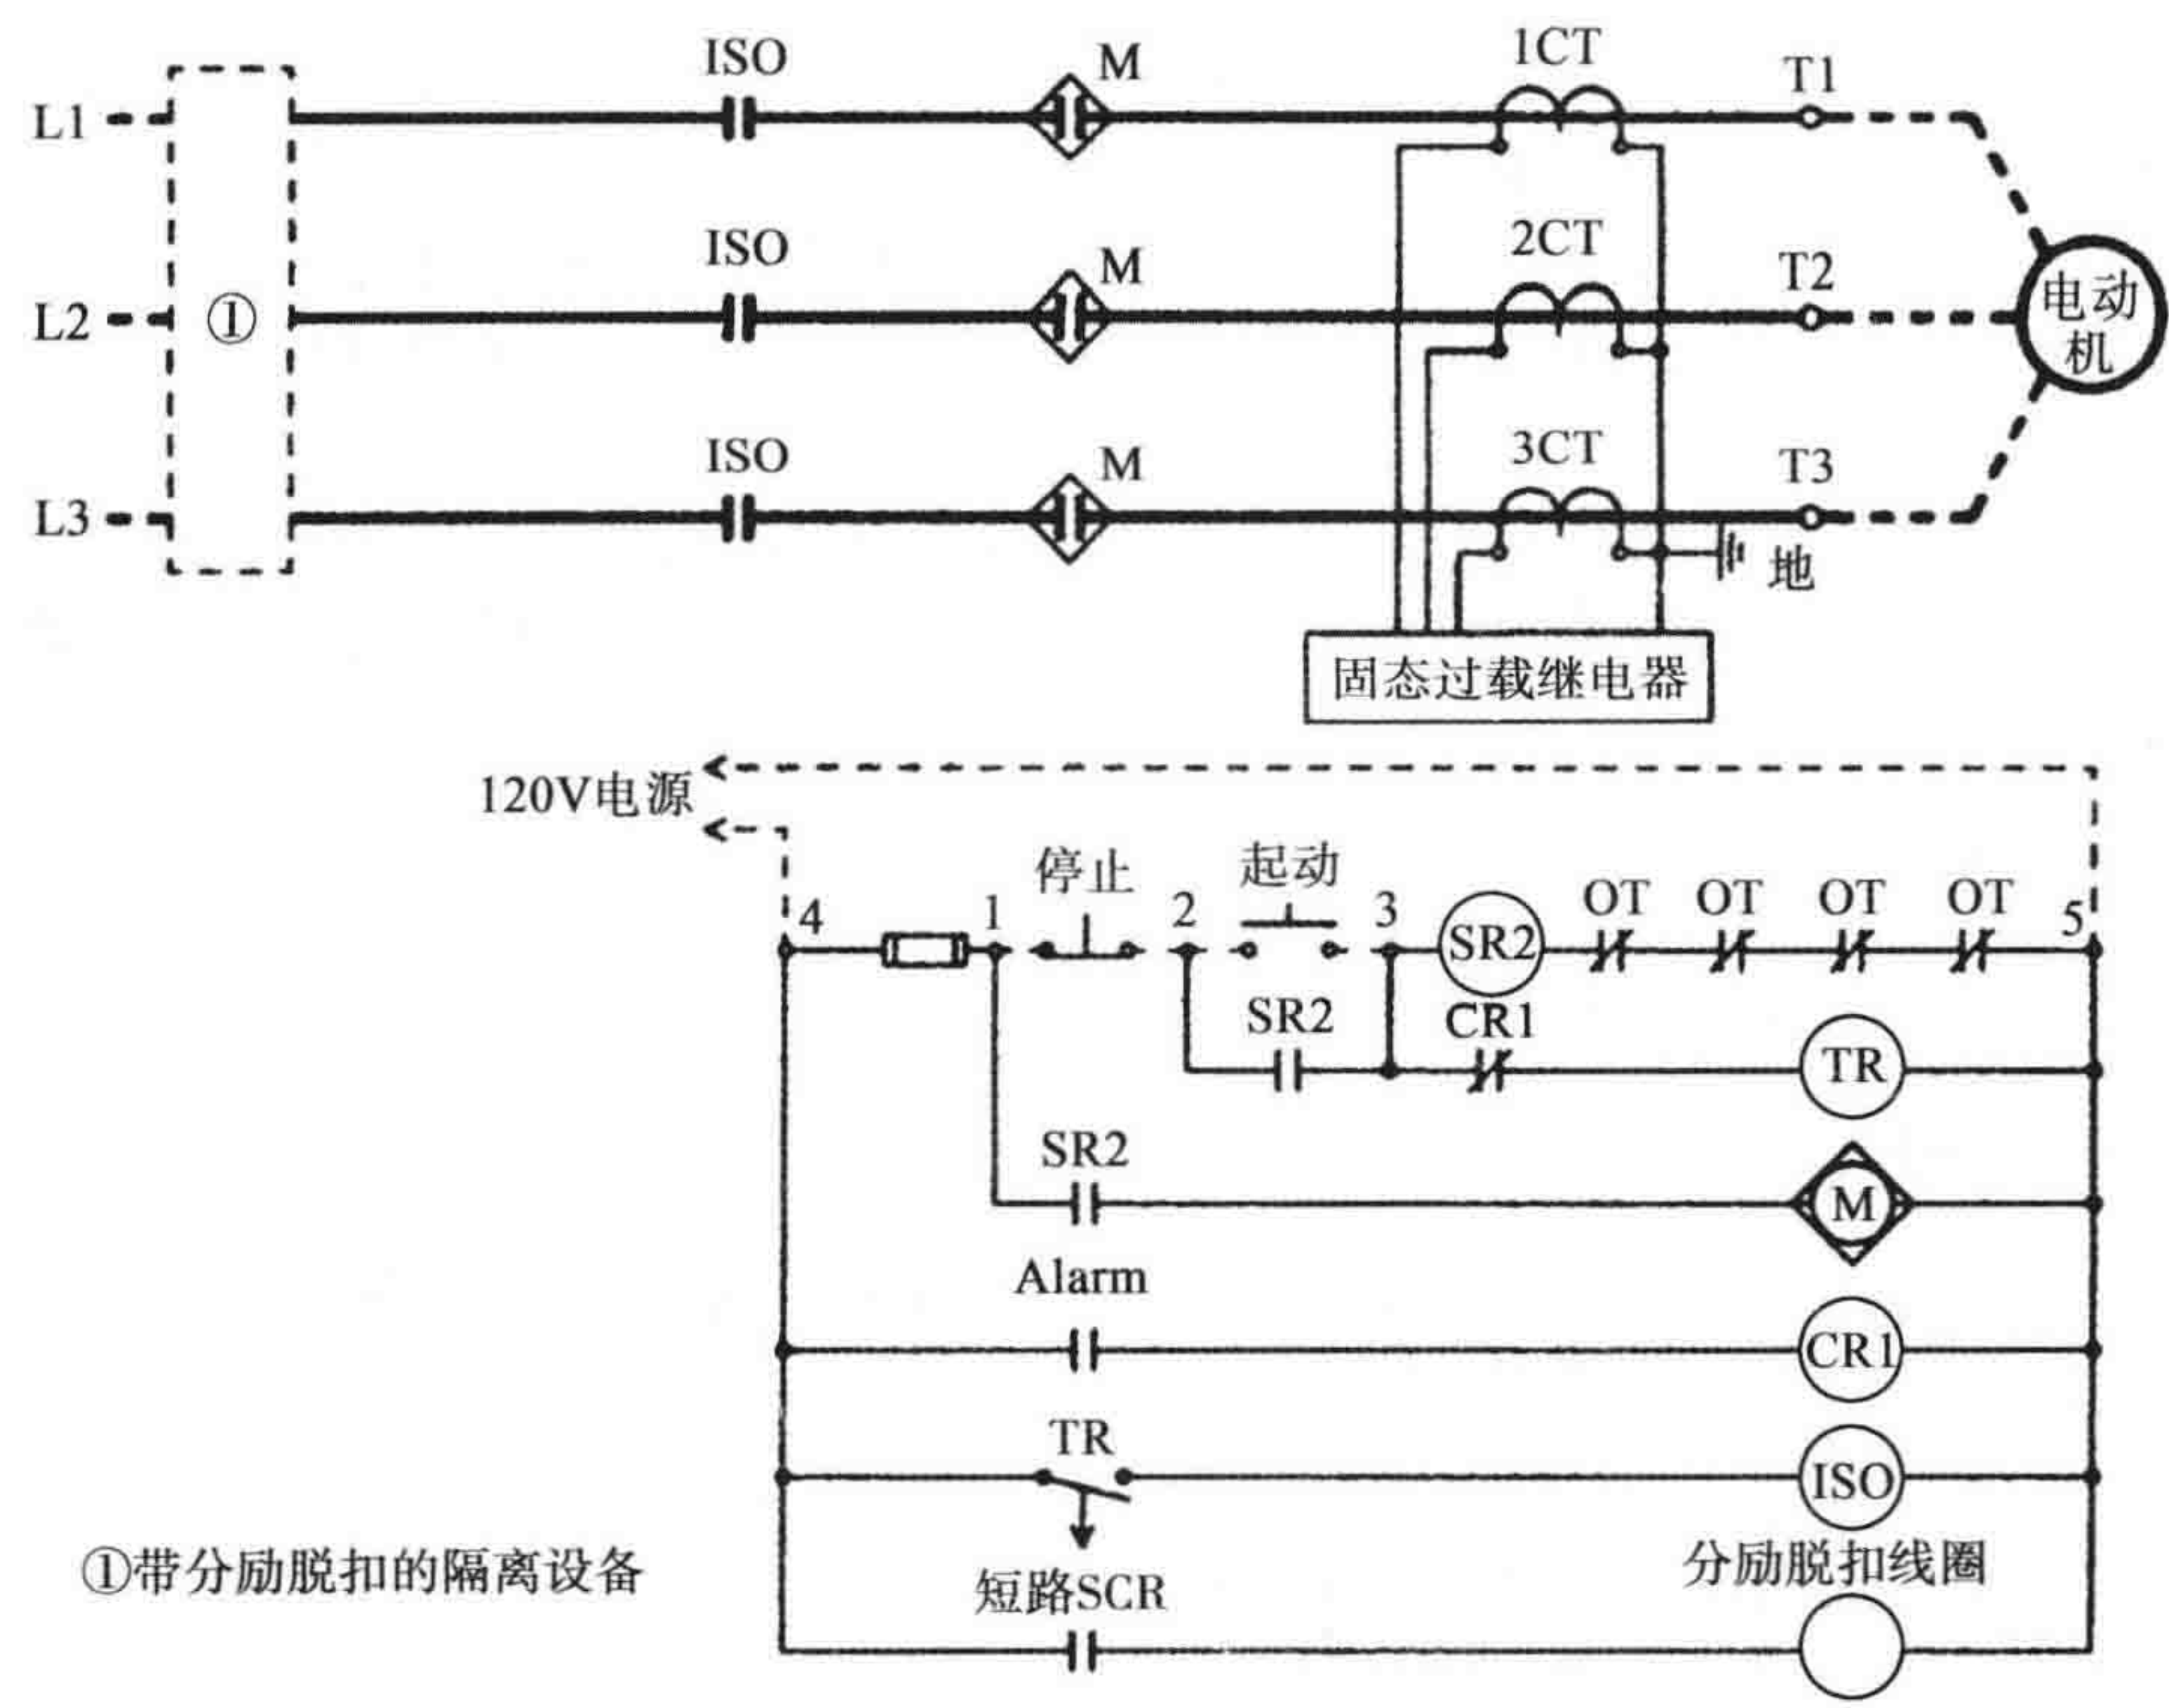 ISO M 1CT T1
L1
ISO M 2CT T2
L2 ① 电动机
ISO M 3CT T3
L3 地
固态过载继电器
120V电源
停止 起动 OT OT OT OT
4 1 2 3 SR2 5
SR2 CR1 TR
SR2 M
Alarm
CR1
TR
ISO
①带分励脱扣的隔离设备 短路SCR 分励脱扣线圈